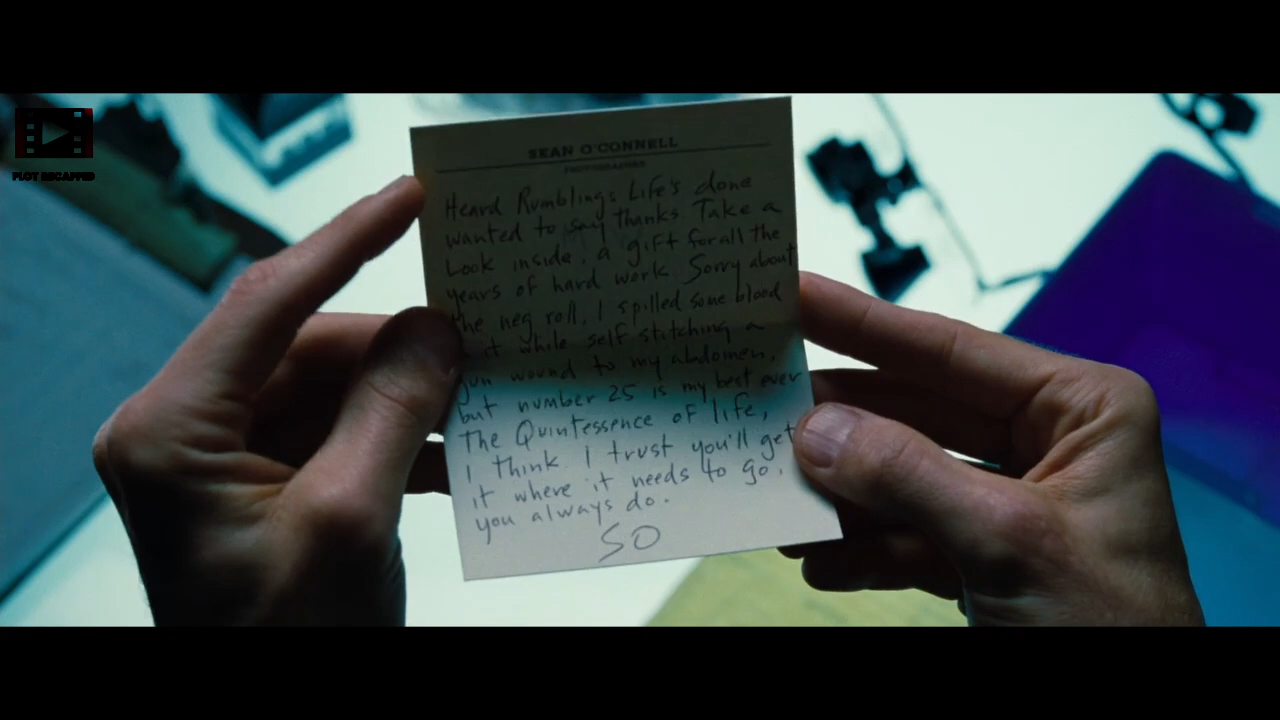 PLOT RECAPPED
SEAN O'CONNELL
PHOTOGRAPHER
Heard Rumblings Life's done
wanted to say thanks. Take a
Look inside, a gift for all the
years of hard work. Sorry about
the neg roll, I spilled some blood
it while self stitching a
gun wound to my abdomen,
but number 25 is my best ever
The Quintessence of life,
I think I trust you'll get
it where it needs to go,
you always do.
SO